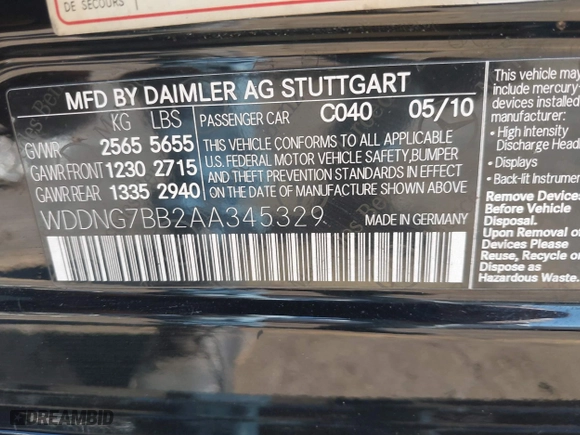 DE SECOURS
MFD BY DAIMLER AG STUTTGART
KG LBS PASSENGER CAR C040 05/10
GVWR 2565 5655
GAWR FRONT 1230 2715
GAWR REAR 1335 2940
THIS VEHICLE CONFORMS TO ALL APPLICABLE
U.S. FEDERAL MOTOR VEHICLE SAFETY, BUMPER
AND THEFT PREVENTION STANDARDS IN EFFECT
ON THE DATE OF MANUFACTURE SHOWN ABOVE.
WDDNG7BB2AA345329
MADE IN GERMANY
This vehicle may
include mercury-
devices installed
manufacturer:
• High Intensity
Discharge Head
• Displays
• Back-lit Instrumen
Remove Devices
Before Vehicle
Upon Removal o
Devices Please
Reuse, Recycle o
Dispose as
Hazardous Waste.
DREAMBID